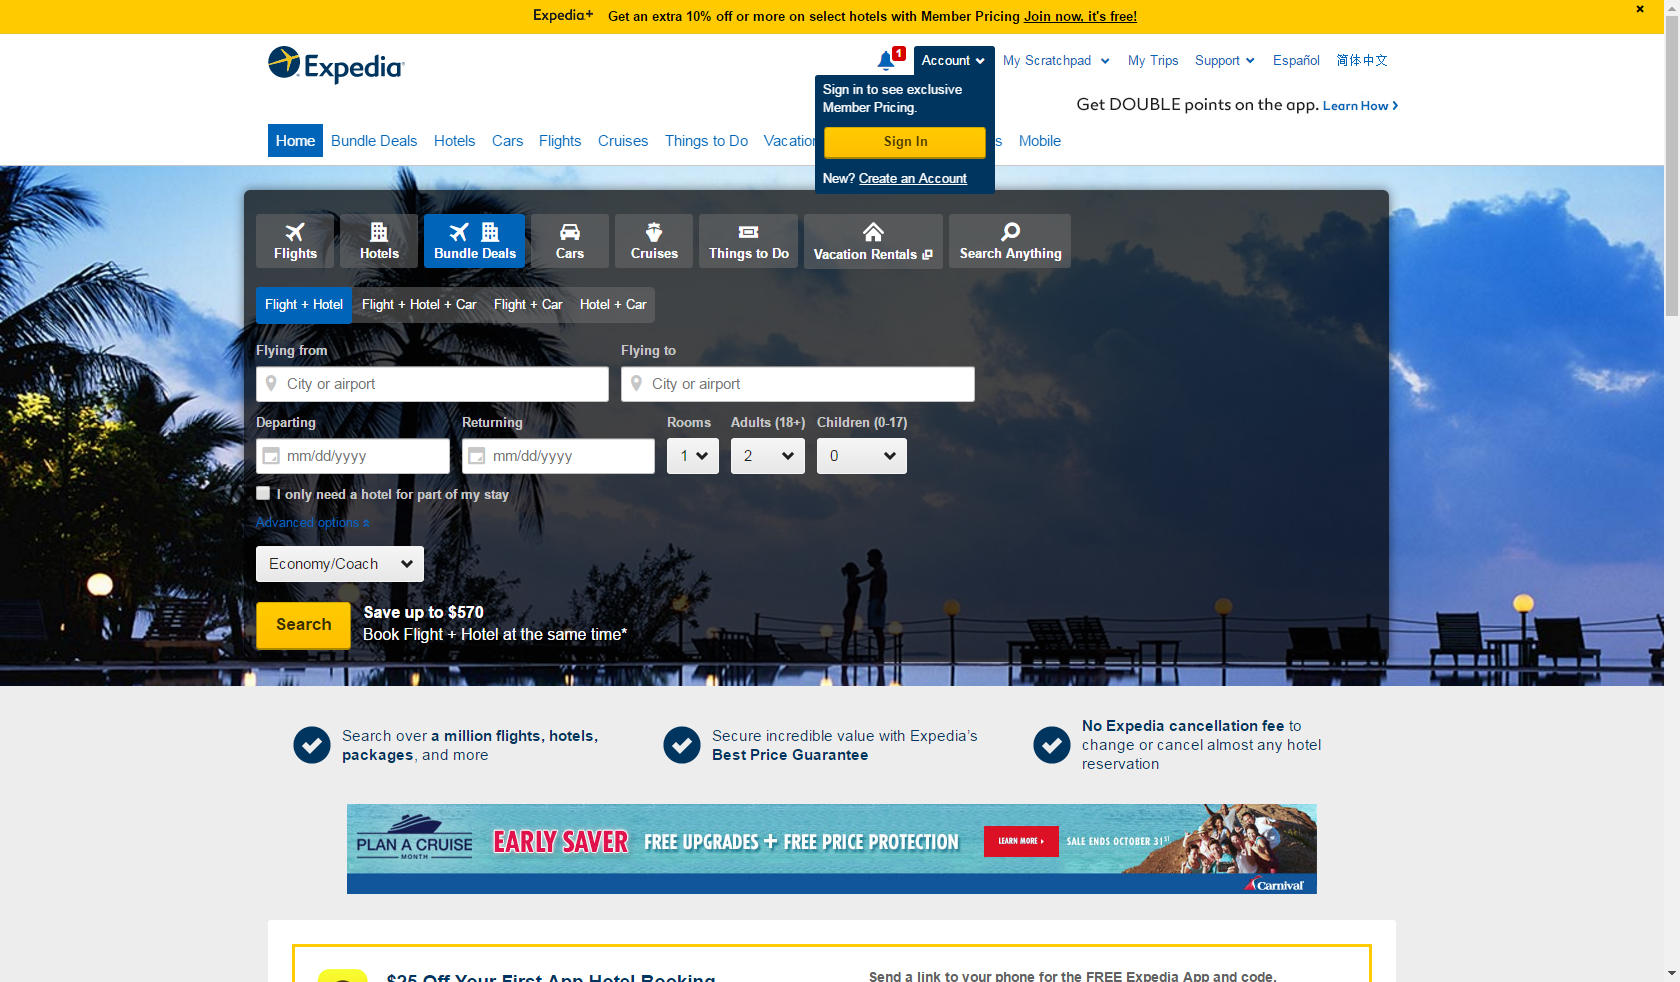 Expedia+ Get an extra 10% off or more on select hotels with Member Pricing Join now, it's free!
Expedia
1
Account My Scratchpad My Trips Support Español 简体中文
Sign in to see exclusive
Member Pricing.
Sign In
New? Create an Account
Get DOUBLE points on the app. Learn How
Home Bundle Deals Hotels Cars Flights Cruises Things to Do Mobile
Flights Hotels Bundle Deals Cars Cruises Things to Do Vacation Rentals Search Anything
Flight + Hotel Flight + Hotel + Car Flight + Car Hotel + Car
Flying from Flying to
City or airport City or airport
Departing Returning Rooms Adults (18+) Children (0-17)
mm/dd/yyyy mm/dd/yyyy 1 2 0
I only need a hotel for part of my stay
Advanced options
Economy/Coach
Search
Save up to $570
Book Flight + Hotel at the same time*
Search over a million flights, hotels,
packages, and more
Secure incredible value with Expedia’s
Best Price Guarantee
No Expedia cancellation fee to
change or cancel almost any hotel
reservation
PLAN A CRUISE
MONTH
EARLY SAVER FREE UPGRADES + FREE PRICE PROTECTION
LEARN MORE
SALE ENDS OCTOBER 31ST
Carnival
$25 Off Your First App Hotel Booking
Send a link to your phone for the FREE Expedia App and code.